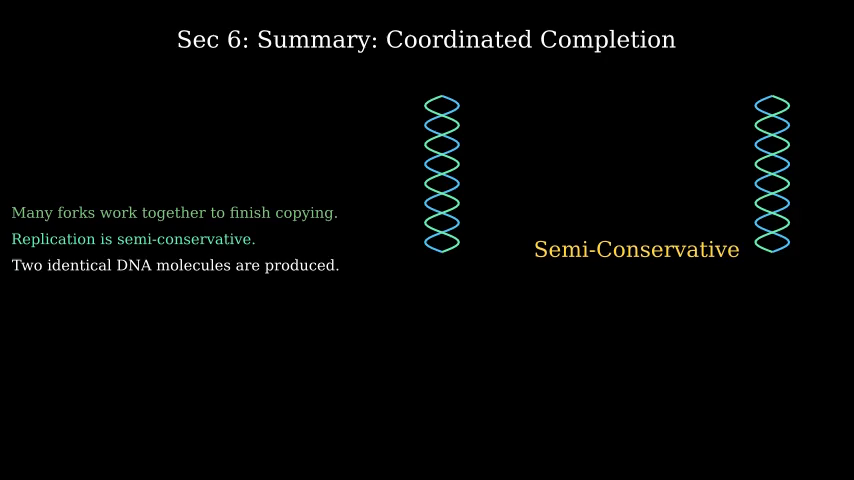 Sec 6: Summary: Coordinated Completion
Many forks work together to finish copying.
Replication is semi-conservative.
Two identical DNA molecules are produced.
Semi-Conservative